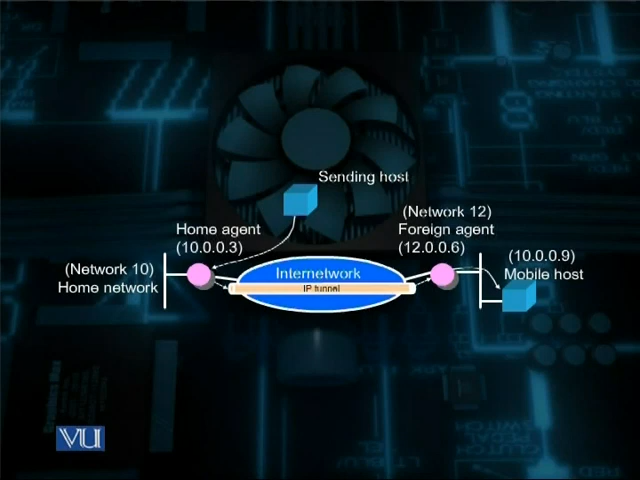 Sending host
(Network 12)
Home agent
Foreign agent
(10.0.0.3)
(12.0.0.6)
(10.0.0.9)
(Network 10)
Internetwork
Mobile host
Home network
IP tunnel
VU